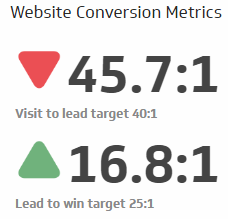 Website Conversion Metrics
45.7:1
Visit to lead target 40:1
16.8:1
Lead to win target 25:1